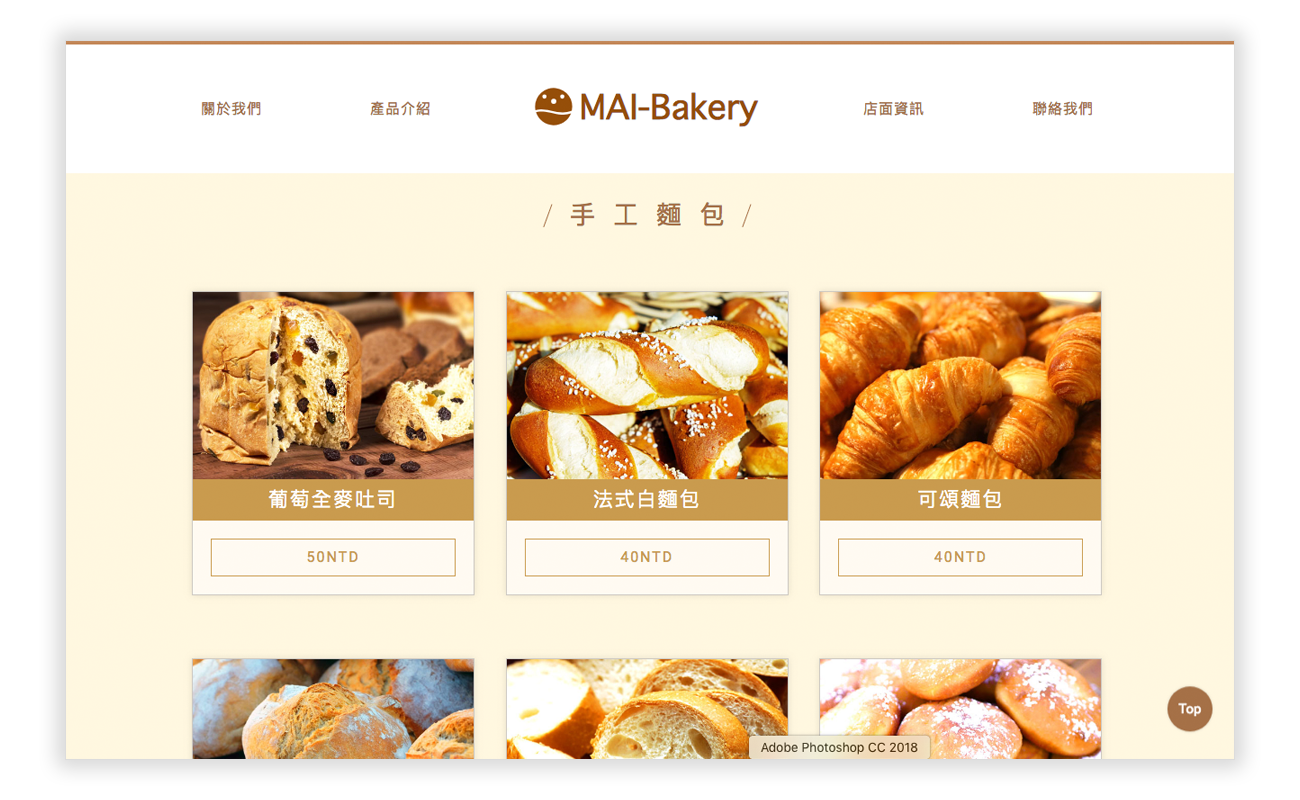 關於我們
產品介紹
MAI-Bakery
店面資訊
聯絡我們
/ 手工麵包 /
葡萄全麥吐司
法式白麵包
可頌麵包
50NTD
40NTD
40NTD
Top
Adobe Photoshop CC 2018